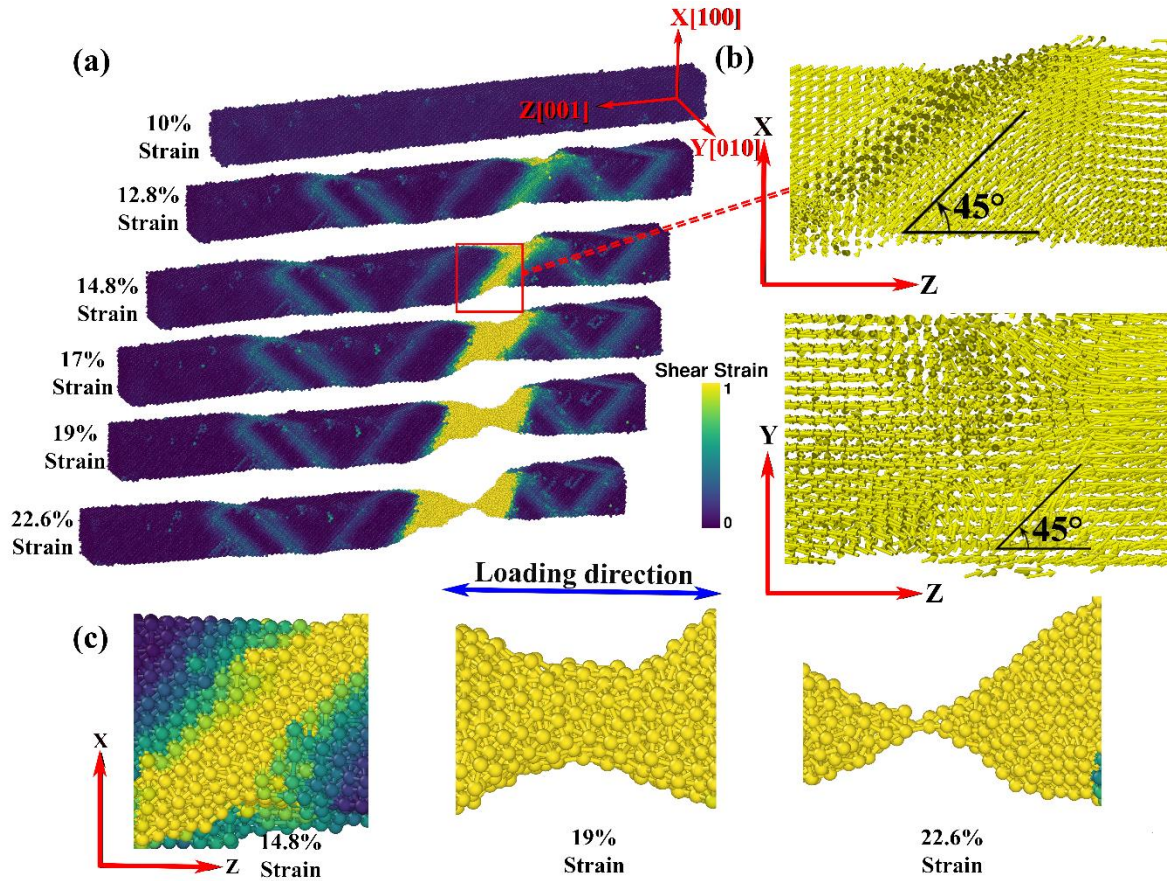 (a)
X[100]
Z[001]
Y[010]
10%
Strain
12.8%
Strain
14.8%
Strain
17%
Strain
19%
Strain
22.6%
Strain
Shear Strain
1
0
(b)
X
45°
Z
Y
45°
Z
(c)
Loading direction
X
Z
14.8%
Strain
19%
Strain
22.6%
Strain